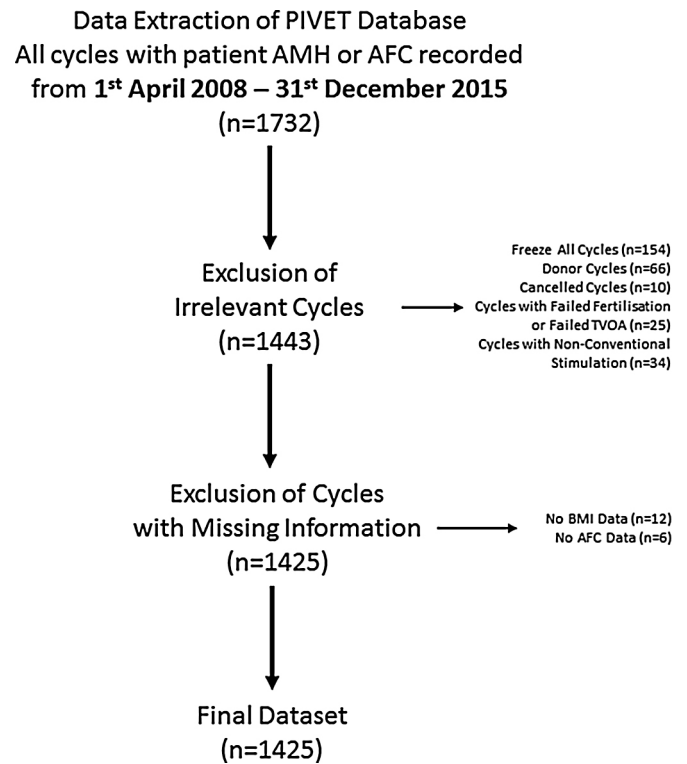 Data Extraction of PIVET Database
All cycles with patient AMH or AFC recorded
from 1st April 2008 – 31st December 2015
(n=1732)
Exclusion of
Irrelevant Cycles
(n=1443)
Freeze All Cycles (n=154)
Donor Cycles (n=66)
Cancelled Cycles (n=10)
Cycles with Failed Fertilisation
or Failed TVOA (n=25)
Cycles with Non-Conventional
Stimulation (n=34)
Exclusion of Cycles
with Missing Information
(n=1425)
No BMI Data (n=12)
No AFC Data (n=6)
Final Dataset
(n=1425)